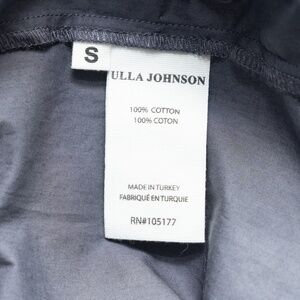 S
ULLA JOHNSON
100% COTTON
100% COTON
MADE IN TURKEY
FABRIQUÉ EN TURQUIE
RN#105177